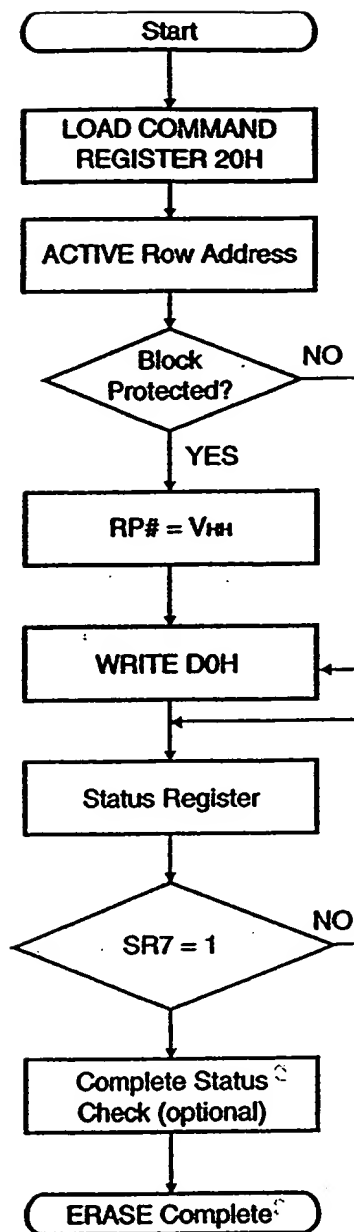 Start
LOAD COMMAND
REGISTER 20H
ACTIVE Row Address
Block
Protected?
NO
YES
RP# = VHH
WRITE D0H
Status Register
SR7 = 1
NO
Complete Status
Check (optional)
ERASE Complete